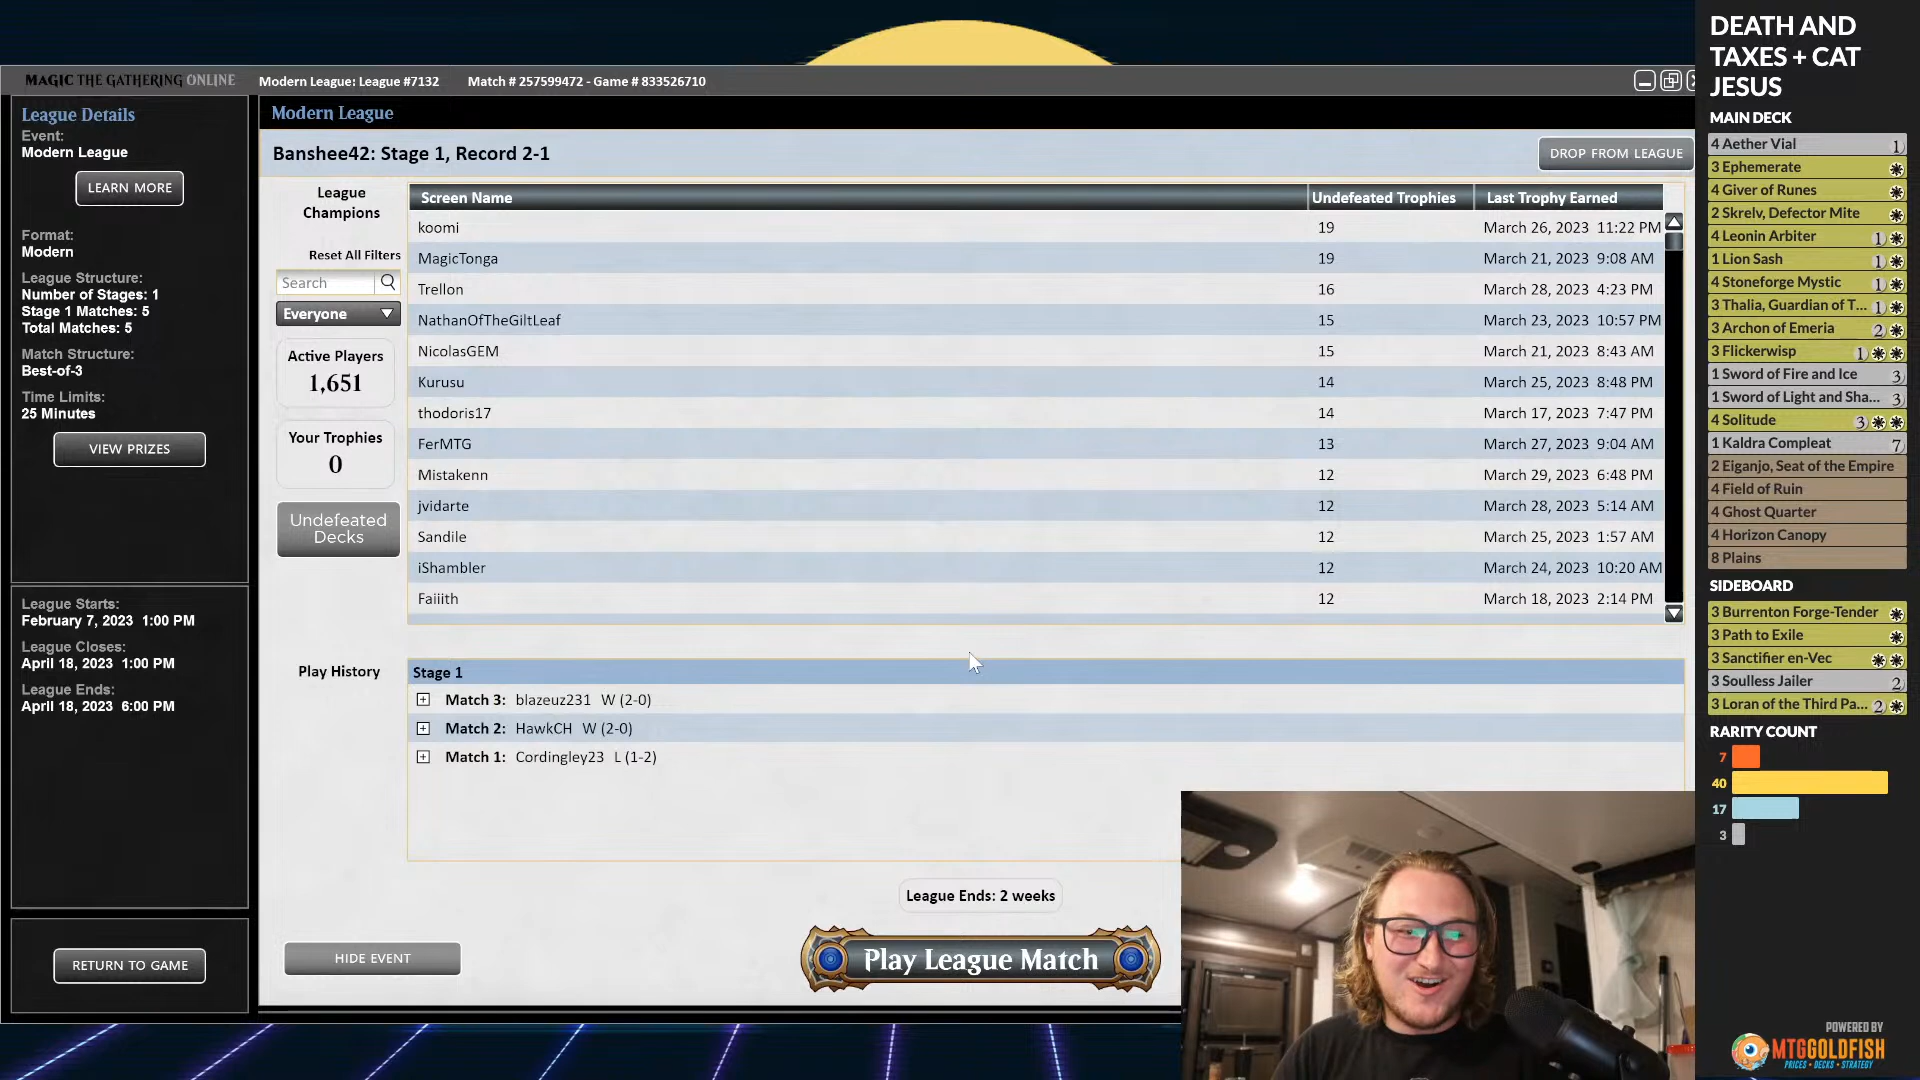 MAGIC THE GATHERING ONLINE
Modern League: League #7132
Match # 257599472 - Game # 833526710
League Details
Event:
Modern League
LEARN MORE
Format:
Modern
League Structure:
Number of Stages: 1
Stage 1 Matches: 5
Total Matches: 5
Match Structure:
Best-of-3
Time Limits:
25 Minutes
VIEW PRIZES
League Starts:
February 7, 2023 1:00 PM
League Closes:
April 18, 2023 1:00 PM
League Ends:
April 18, 2023 6:00 PM
RETURN TO GAME
Modern League
Banshee42: Stage 1, Record 2-1
DROP FROM LEAGUE
League
Champions
Reset All Filters
Search
Everyone
Active Players
1,651
Your Trophies
0
Undefeated
Decks
Screen Name Undefeated Trophies Last Trophy Earned
koomi 19 March 26, 2023 11:22 PM
MagicTonga 19 March 21, 2023 9:08 AM
Trellon 16 March 28, 2023 4:23 PM
NathanOfTheGiltLeaf 15 March 23, 2023 10:57 PM
NicolasGEM 15 March 21, 2023 8:43 AM
Kurusu 14 March 25, 2023 8:48 PM
thodoris17 14 March 17, 2023 7:47 PM
FerMTG 13 March 27, 2023 9:04 AM
Mistakenn 12 March 29, 2023 6:48 PM
jvidarte 12 March 28, 2023 5:14 AM
Sandile 12 March 25, 2023 1:57 AM
iShambler 12 March 24, 2023 10:20 AM
Faiiith 12 March 18, 2023 2:14 PM
Play History
Stage 1
Match 3: blazeuz231 W (2-0)
Match 2: HawkCH W (2-0)
Match 1: Cordingley23 L (1-2)
League Ends: 2 weeks
HIDE EVENT
Play League Match
DEATH AND
TAXES + CAT
JESUS
MAIN DECK
4 Aether Vial 1
3 Ephemerate
4 Giver of Runes
2 Skrelv, Defector Mite
4 Leonin Arbiter 1
1 Lion Sash 1
4 Stoneforge Mystic 1
3 Thalia, Guardian of T... 1
3 Archon of Emeria 2
3 Flickerwisp 1
1 Sword of Fire and Ice 3
1 Sword of Light and Sha... 3
4 Solitude 3
1 Kaldra Compleat 7
2 Eiganjo, Seat of the Empire
4 Field of Ruin
4 Ghost Quarter
4 Horizon Canopy
8 Plains
SIDEBOARD
3 Burrenton Forge-Tender
3 Path to Exile
3 Sanctifier en-Vec
3 Soulless Jailer 2
3 Loran of the Third Pa... 2
RARITY COUNT
7
40
17
3
POWERED BY
MTGGOLDFISH
PRICES • DECKS • STRATEGY